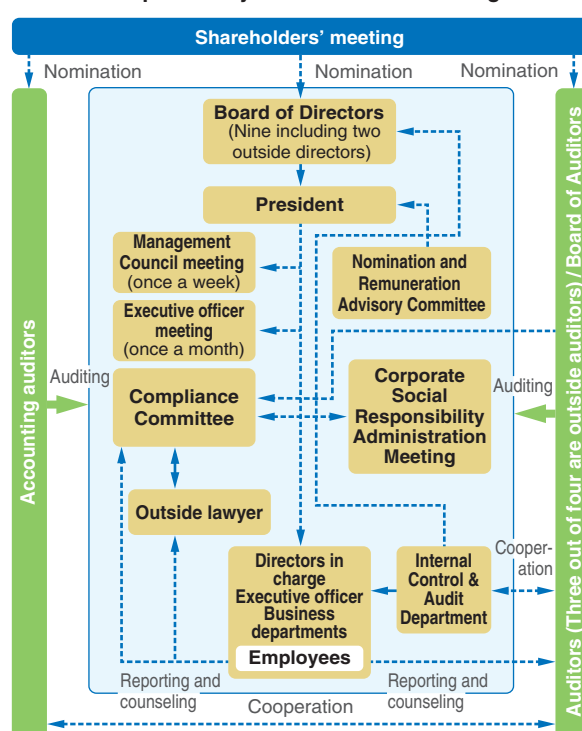 Shareholders' meeting
Nomination
Nomination
Nomination
Board of Directors
(Nine including two
outside directors)
President
Management
Council meeting
(once a week)
Nomination and
Remuneration
Advisory Committee
Executive officer
meeting
(once a month)
Accounting auditors
Auditors (Three out of four are outside auditors) / Board of Auditors
Auditing
Compliance
Committee
Corporate
Social
Responsibility
Administration
Meeting
Auditing
Outside lawyer
Directors in
charge
Executive officer
Business
departments
Employees
Internal
Control &
Audit
Department
Cooper-
ation
Reporting and
counseling
Reporting and
counseling
Cooperation